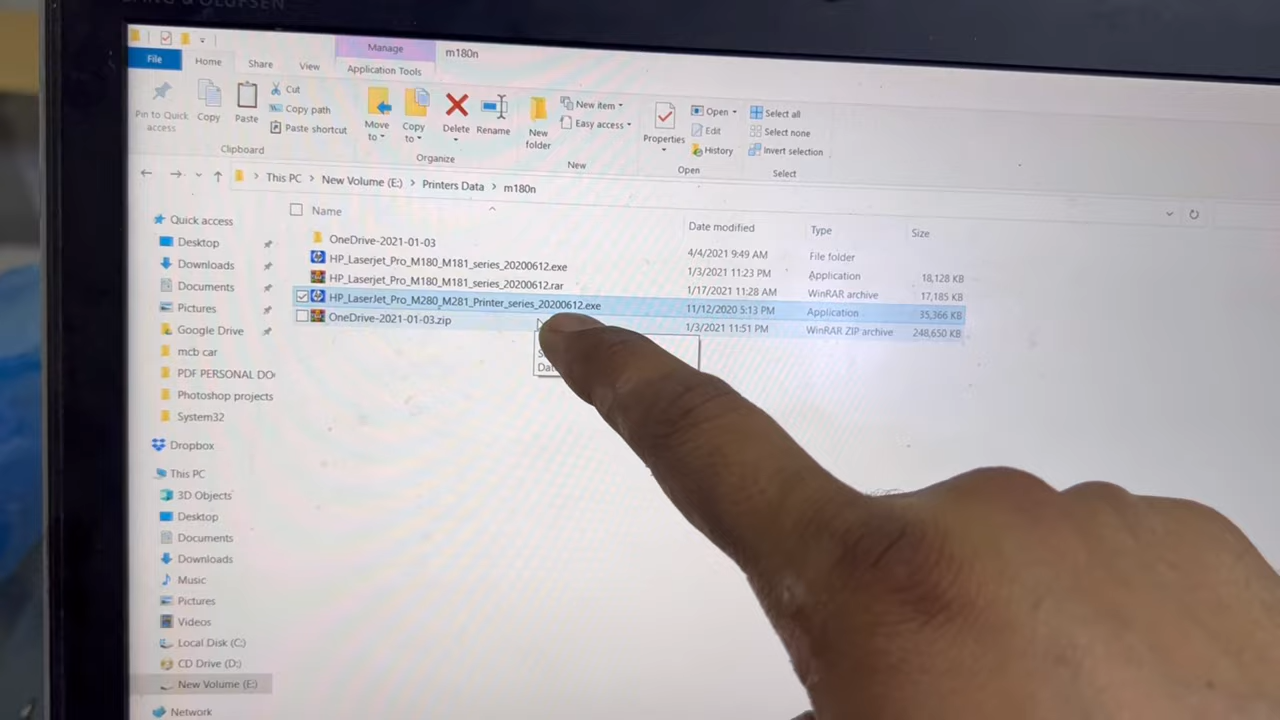 BANG & OLUFSEN
Manage
m180n
File
Home
Share
View
Application Tools
Pin to Quick access
Copy
Paste
Cut
Copy path
Paste shortcut
Clipboard
Move to
Copy to
Delete
Rename
Organize
New folder
New item
Easy access
New
Properties
Open
Edit
History
Open
Select all
Select none
Invert selection
Select
This PC
New Volume (E:)
Printers Data
m180n
Name
Date modified
Type
Size
OneDrive-2021-01-03
4/4/2021 9:49 AM
File folder
HP_Laserjet_Pro_M180_M181_series_20200612.exe
1/3/2021 11:23 PM
Application
18,128 KB
HP_Laserjet_Pro_M180_M181_series_20200612.rar
1/17/2021 11:28 AM
WinRAR archive
17,185 KB
HP_LaserJet_Pro_M280_M281_Printer_series_20200612.exe
11/12/2020 5:13 PM
Application
35,366 KB
OneDrive-2021-01-03.zip
1/3/2021 11:51 PM
WinRAR ZIP archive
248,650 KB
Quick access
Desktop
Downloads
Documents
Pictures
Google Drive
mcb car
PDF PERSONAL DO
Photoshop projects
System32
Dropbox
This PC
3D Objects
Desktop
Documents
Downloads
Music
Pictures
Videos
Local Disk (C:)
CD Drive (D:)
New Volume (E:)
Network